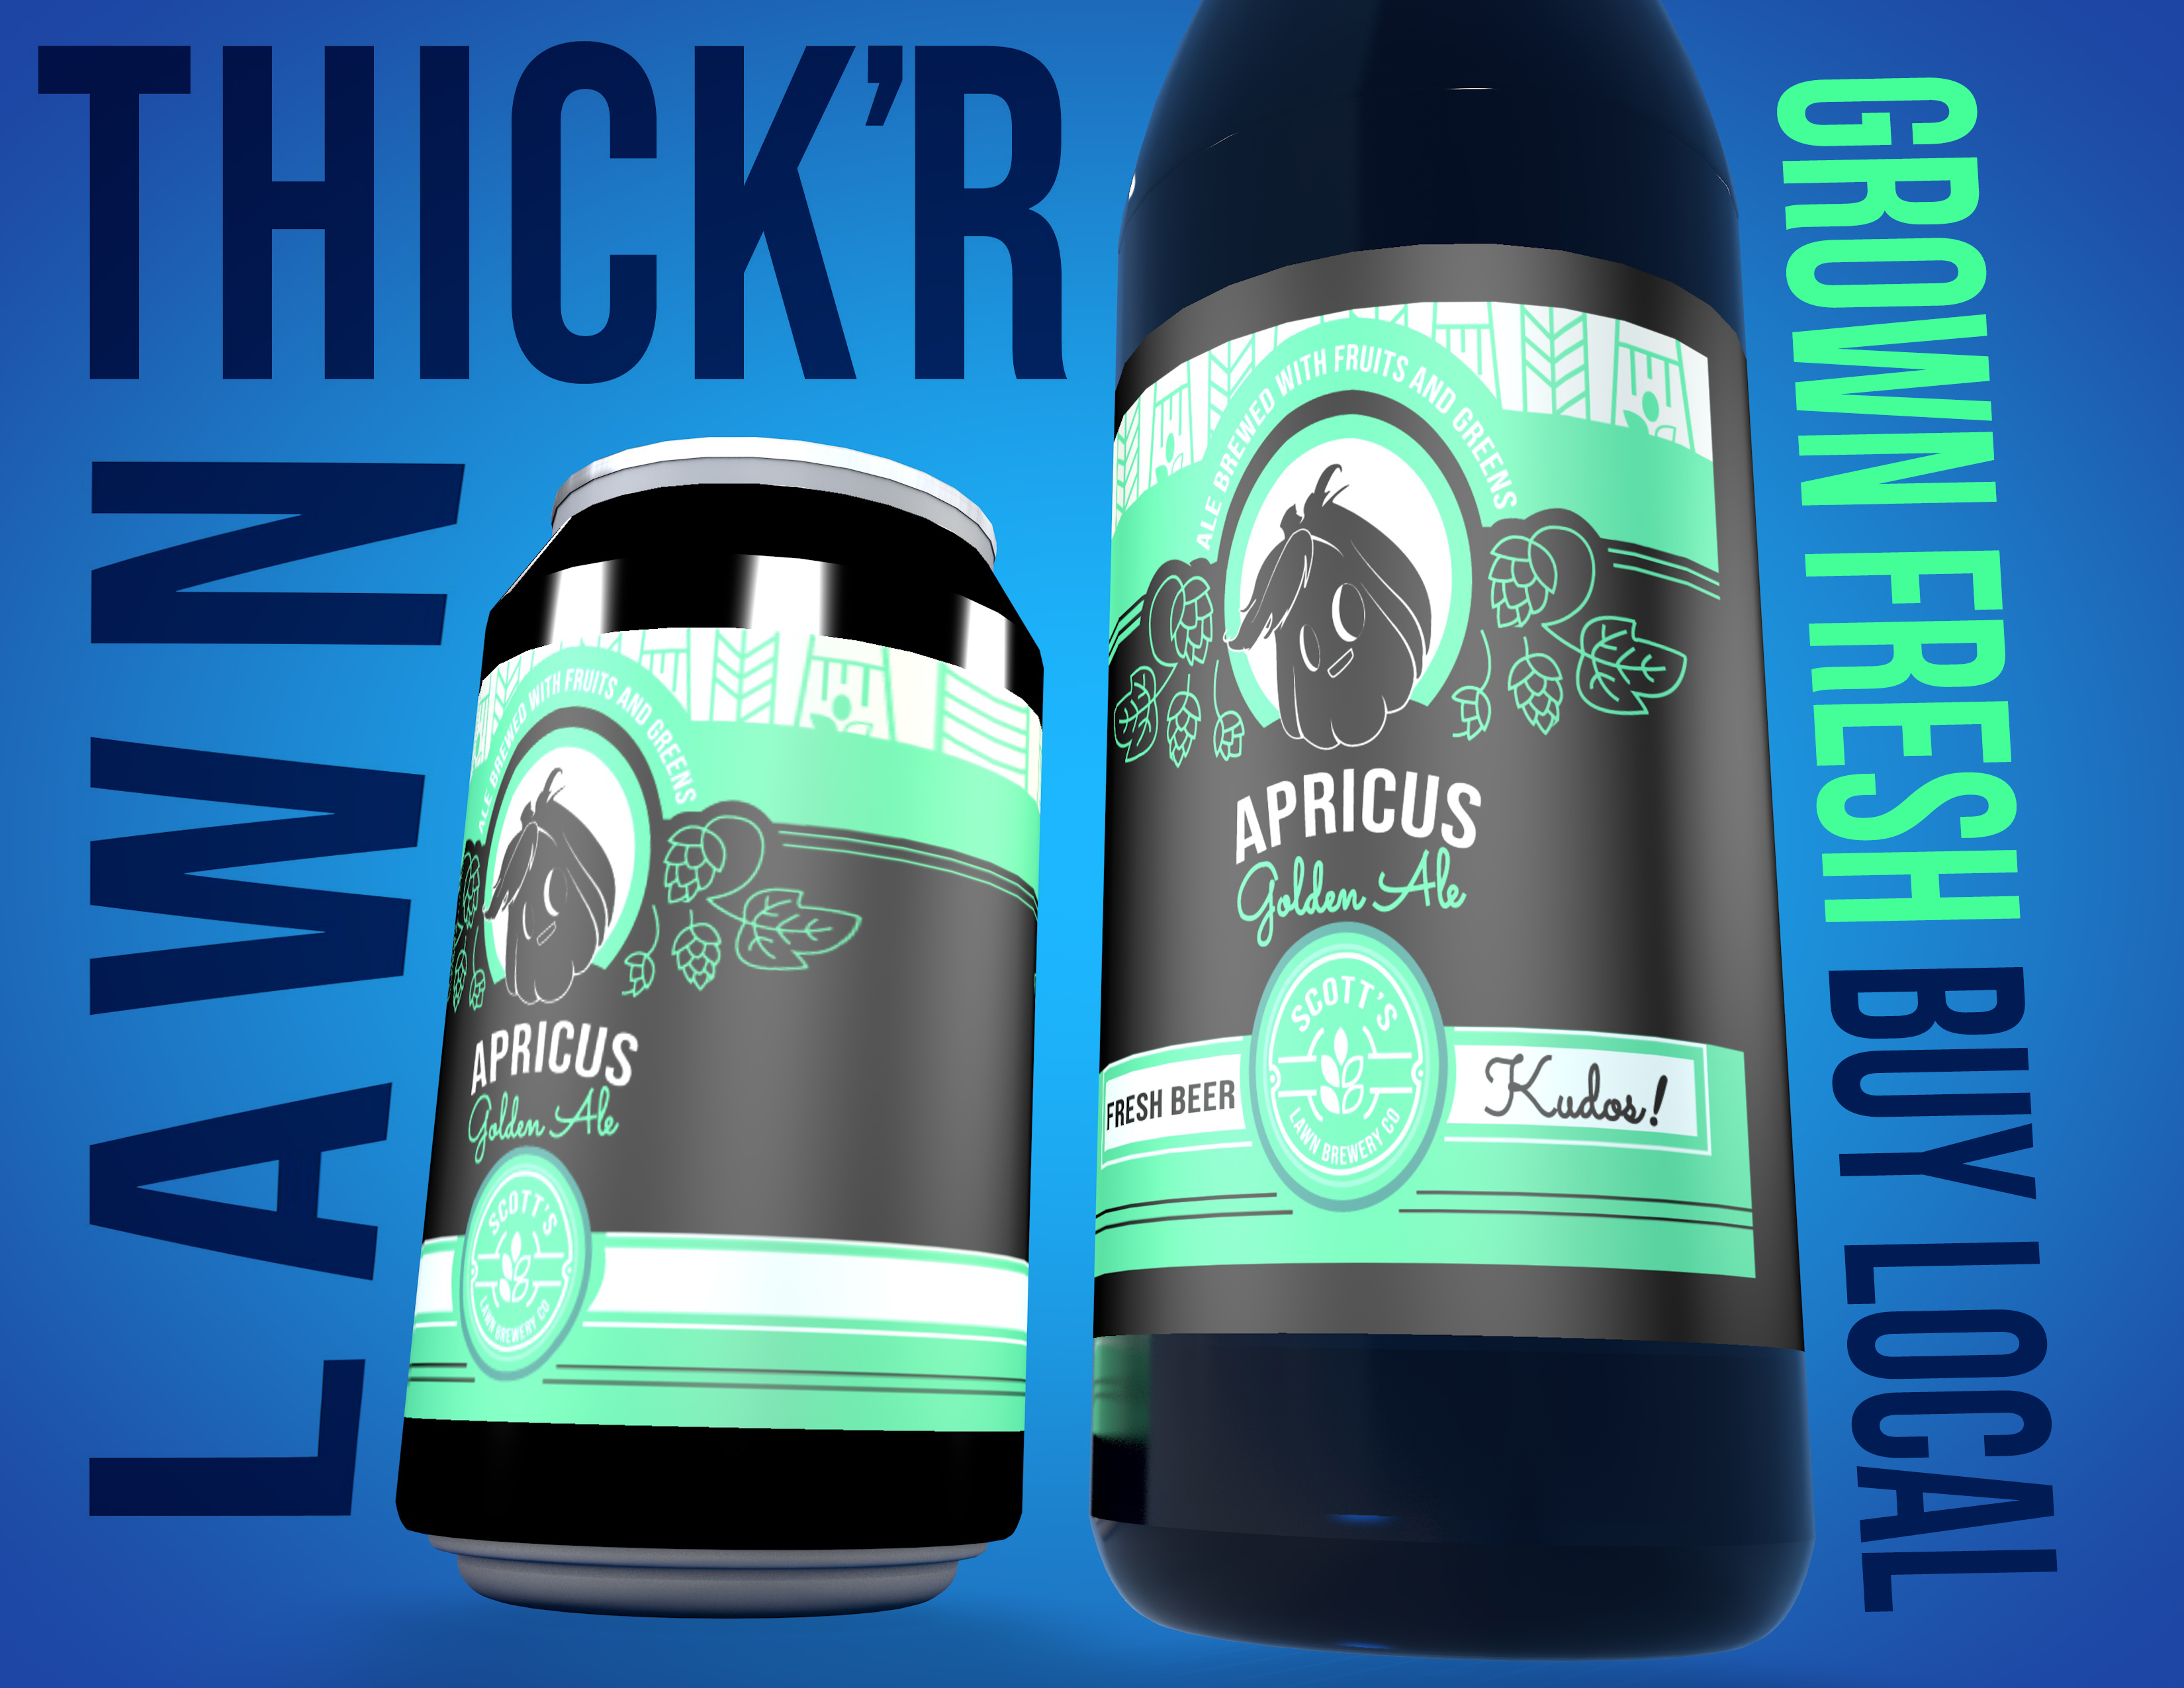 THICK'R
LAWN
ALE BREWED WITH FRUITS AND GREENS
APRICUS
Golden Ale
SCOTT'S
LAWN BREWERY CO
ALE BREWED WITH FRUITS AND GREENS
APRICUS
Golden Ale
FRESH BEER
SCOTT'S
LAWN BREWERY CO
Kudos!
GROWN FRESH BUY LOCAL